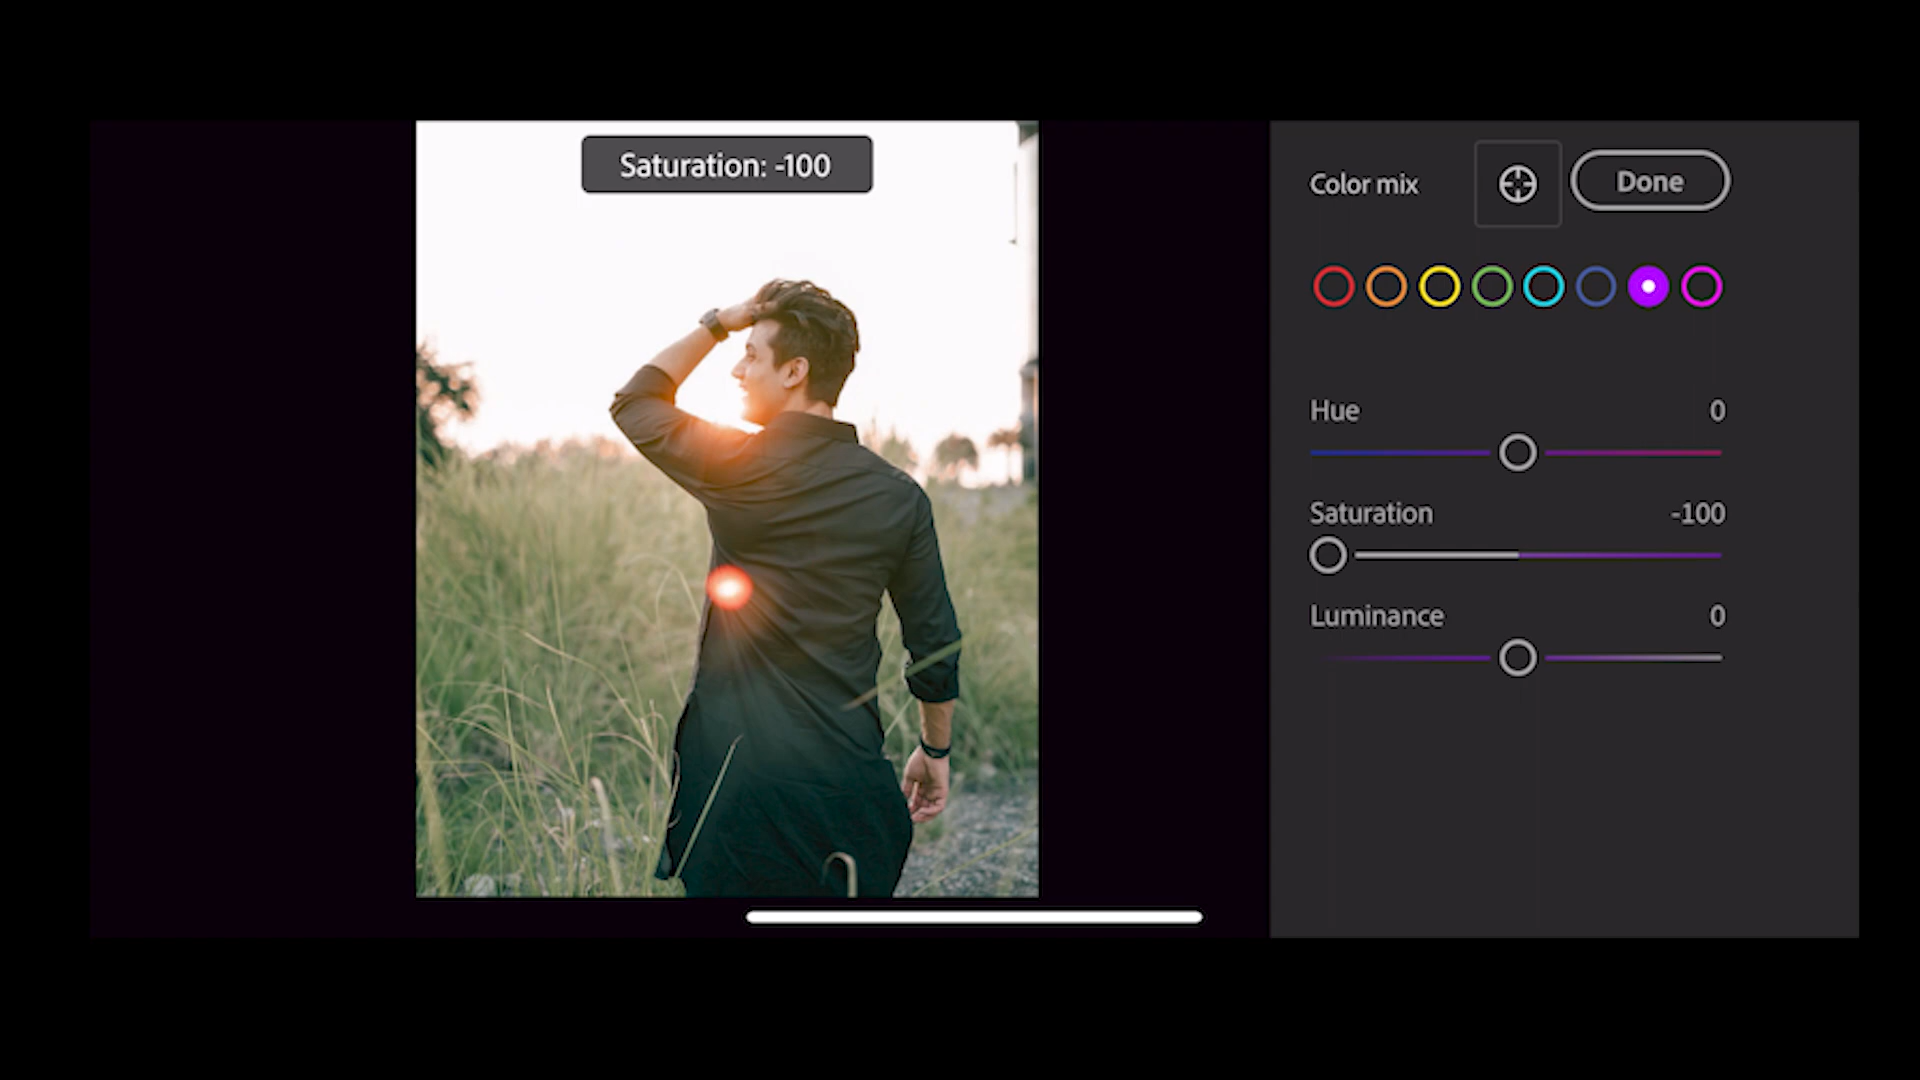 Saturation: -100
Color mix
Done
Hue 0
Saturation -100
Luminance 0